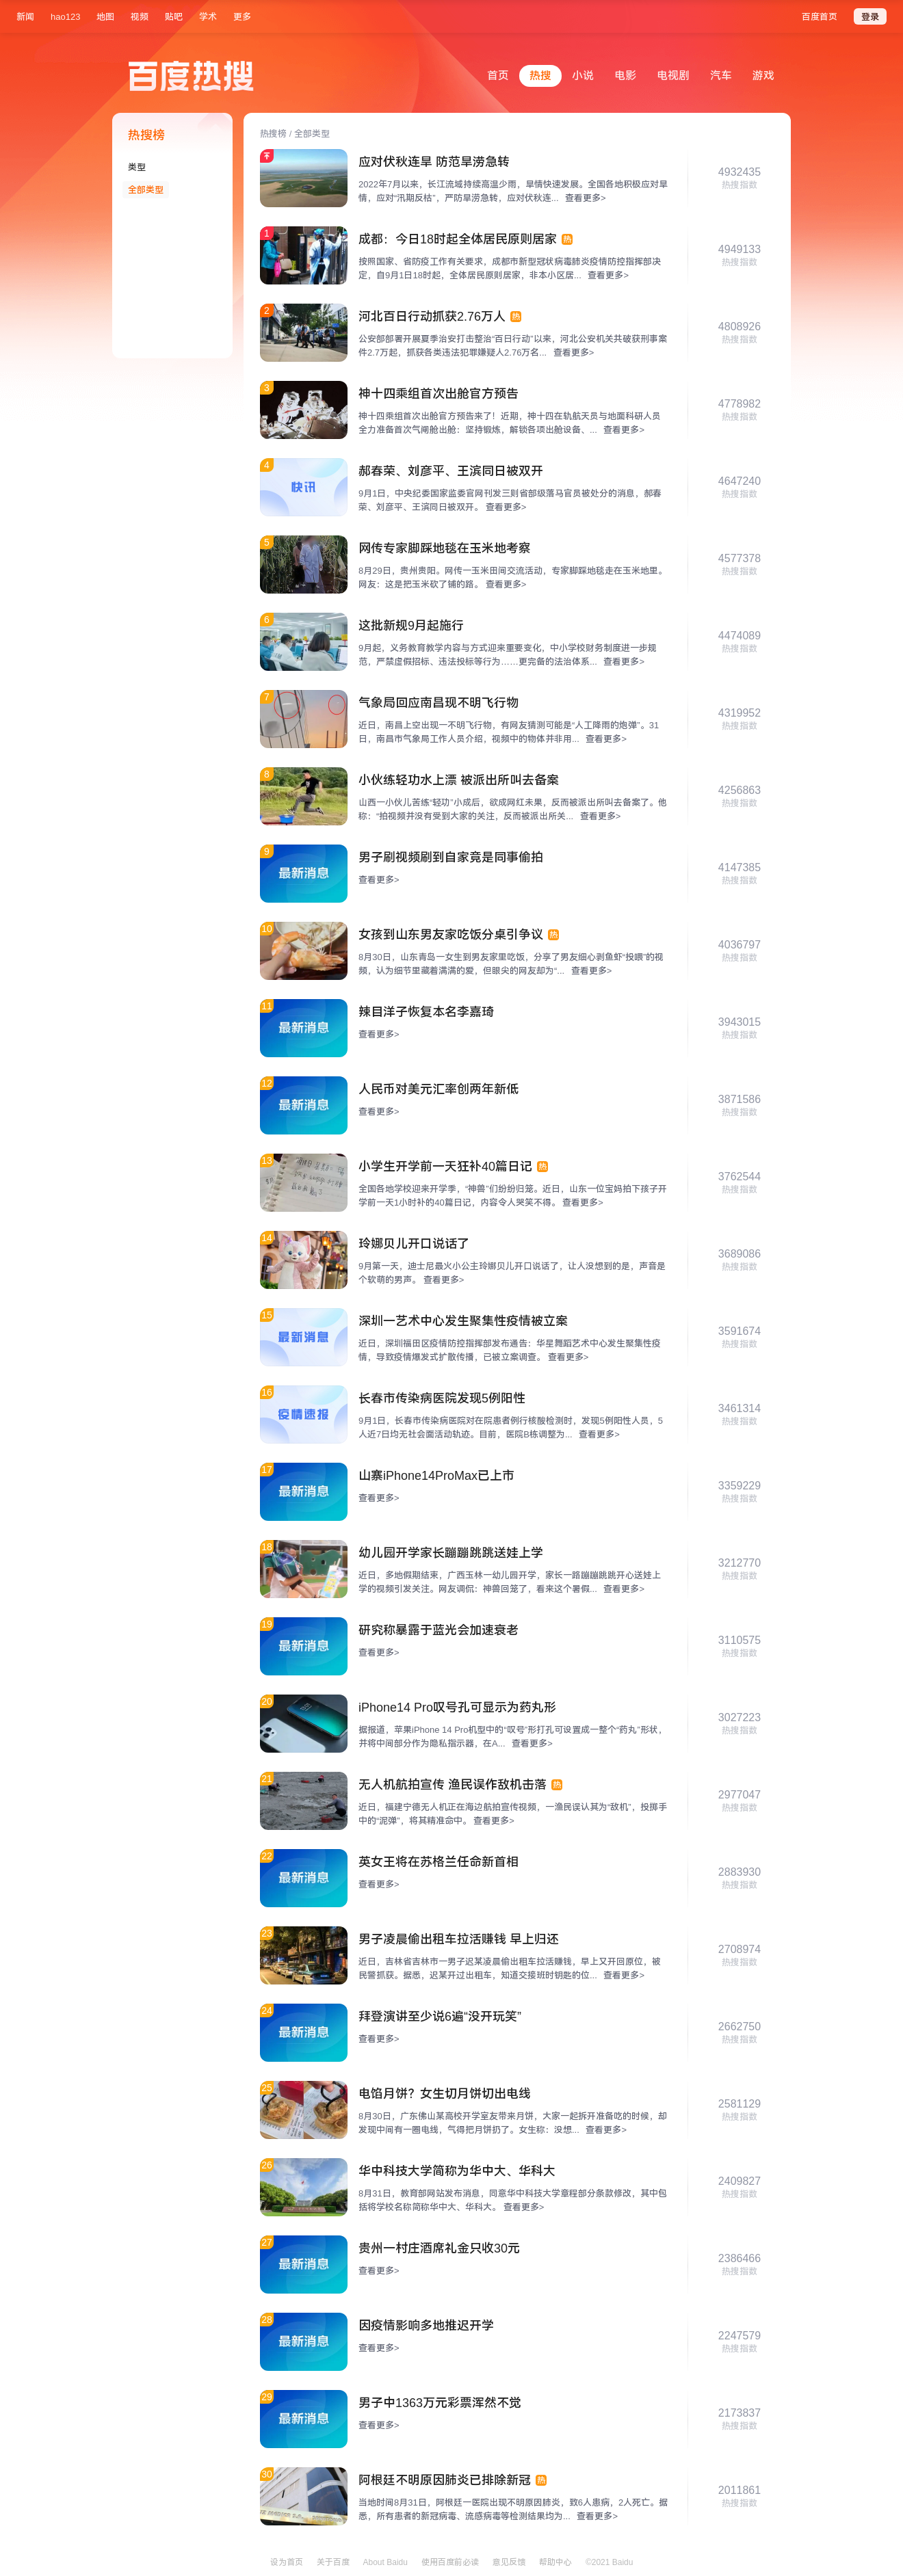 新闻 hao123 地图 视频 贴吧 学术 更多 百度首页 登录
百度热搜 首页 热搜 小说 电影 电视剧 汽车 游戏
热搜榜
类型
全部类型
热搜榜 / 全部类型
应对伏秋连旱 防范旱涝急转
2022年7月以来，长江流域持续高温少雨，旱情快速发展。全国各地积极应对旱
情，应对“汛期反枯”，严防旱涝急转，应对伏秋连... 查看更多>
4932435
热搜指数
1
成都：今日18时起全体居民原则居家 热
按照国家、省防疫工作有关要求，成都市新型冠状病毒肺炎疫情防控指挥部决
定，自9月1日18时起，全体居民原则居家，非本小区居... 查看更多>
4949133
热搜指数
2
河北百日行动抓获2.76万人 热
公安部部署开展夏季治安打击整治“百日行动”以来，河北公安机关共破获刑事案
件2.7万起，抓获各类违法犯罪嫌疑人2.76万名... 查看更多>
4808926
热搜指数
3
神十四乘组首次出舱官方预告
神十四乘组首次出舱官方预告来了！近期，神十四在轨航天员与地面科研人员
全力准备首次气闸舱出舱：坚持锻炼，解锁各项出舱设备、... 查看更多>
4778982
热搜指数
4
快讯
郝春荣、刘彦平、王滨同日被双开
9月1日，中央纪委国家监委官网刊发三则省部级落马官员被处分的消息，郝春
荣、刘彦平、王滨同日被双开。 查看更多>
4647240
热搜指数
5
网传专家脚踩地毯在玉米地考察
8月29日，贵州贵阳。网传一玉米田间交流活动，专家脚踩地毯走在玉米地里。
网友：这是把玉米砍了铺的路。 查看更多>
4577378
热搜指数
6
这批新规9月起施行
9月起，义务教育教学内容与方式迎来重要变化，中小学校财务制度进一步规
范，严禁虚假招标、违法投标等行为……更完备的法治体系... 查看更多>
4474089
热搜指数
7
气象局回应南昌现不明飞行物
近日，南昌上空出现一不明飞行物，有网友猜测可能是“人工降雨的炮弹”。31
日，南昌市气象局工作人员介绍，视频中的物体并非用... 查看更多>
4319952
热搜指数
8
小伙练轻功水上漂 被派出所叫去备案
山西一小伙儿苦练“轻功”小成后，欲成网红未果，反而被派出所叫去备案了。他
称：“拍视频并没有受到大家的关注，反而被派出所关... 查看更多>
4256863
热搜指数
9
最新消息
男子刷视频刷到自家竟是同事偷拍
查看更多>
4147385
热搜指数
10
女孩到山东男友家吃饭分桌引争议 热
8月30日，山东青岛一女生到男友家里吃饭，分享了男友细心剥鱼虾“投喂”的视
频，认为细节里藏着满满的爱，但眼尖的网友却为“... 查看更多>
4036797
热搜指数
11
最新消息
辣目洋子恢复本名李嘉琦
查看更多>
3943015
热搜指数
12
最新消息
人民币对美元汇率创两年新低
查看更多>
3871586
热搜指数
13
小学生开学前一天狂补40篇日记 热
全国各地学校迎来开学季，“神兽”们纷纷归笼。近日，山东一位宝妈拍下孩子开
学前一天1小时补的40篇日记，内容令人哭笑不得。 查看更多>
3762544
热搜指数
14
玲娜贝儿开口说话了
9月第一天，迪士尼最火小公主玲娜贝儿开口说话了，让人没想到的是，声音是
个软萌的男声。 查看更多>
3689086
热搜指数
15
最新消息
深圳一艺术中心发生聚集性疫情被立案
近日，深圳福田区疫情防控指挥部发布通告：华星舞蹈艺术中心发生聚集性疫
情，导致疫情爆发式扩散传播，已被立案调查。 查看更多>
3591674
热搜指数
16
疫情速报
长春市传染病医院发现5例阳性
9月1日，长春市传染病医院对在院患者例行核酸检测时，发现5例阳性人员，5
人近7日均无社会面活动轨迹。目前，医院B栋调整为... 查看更多>
3461314
热搜指数
17
最新消息
山寨iPhone14ProMax已上市
查看更多>
3359229
热搜指数
18
幼儿园开学家长蹦蹦跳跳送娃上学
近日，多地假期结束，广西玉林一幼儿园开学，家长一路蹦蹦跳跳开心送娃上
学的视频引发关注。网友调侃：神兽回笼了，看来这个暑假... 查看更多>
3212770
热搜指数
19
最新消息
研究称暴露于蓝光会加速衰老
查看更多>
3110575
热搜指数
20
iPhone14 Pro叹号孔可显示为药丸形
据报道，苹果iPhone 14 Pro机型中的“叹号”形打孔可设置成一整个“药丸”形状，
并将中间部分作为隐私指示器，在A... 查看更多>
3027223
热搜指数
21
无人机航拍宣传 渔民误作敌机击落 热
近日，福建宁德无人机正在海边航拍宣传视频，一渔民误认其为“敌机”，投掷手
中的“泥弹”，将其精准命中。 查看更多>
2977047
热搜指数
22
最新消息
英女王将在苏格兰任命新首相
查看更多>
2883930
热搜指数
23
男子凌晨偷出租车拉活赚钱 早上归还
近日，吉林省吉林市一男子迟某凌晨偷出租车拉活赚钱，早上又开回原位，被
民警抓获。据悉，迟某开过出租车，知道交接班时钥匙的位... 查看更多>
2708974
热搜指数
24
最新消息
拜登演讲至少说6遍“没开玩笑”
查看更多>
2662750
热搜指数
25
电馅月饼？女生切月饼切出电线
8月30日，广东佛山某高校开学室友带来月饼，大家一起拆开准备吃的时候，却
发现中间有一圈电线，气得把月饼扔了。女生称：没想... 查看更多>
2581129
热搜指数
26
华中科技大学简称为华中大、华科大
8月31日，教育部网站发布消息，同意华中科技大学章程部分条款修改，其中包
括将学校名称简称华中大、华科大。 查看更多>
2409827
热搜指数
27
最新消息
贵州一村庄酒席礼金只收30元
查看更多>
2386466
热搜指数
28
最新消息
因疫情影响多地推迟开学
查看更多>
2247579
热搜指数
29
最新消息
男子中1363万元彩票浑然不觉
查看更多>
2173837
热搜指数
30
阿根廷不明原因肺炎已排除新冠 热
当地时间8月31日，阿根廷一医院出现不明原因肺炎，致6人患病，2人死亡。据
悉，所有患者的新冠病毒、流感病毒等检测结果均为... 查看更多>
2011861
热搜指数
设为首页 关于百度 About Baidu 使用百度前必读 意见反馈 帮助中心 ©2021 Baidu